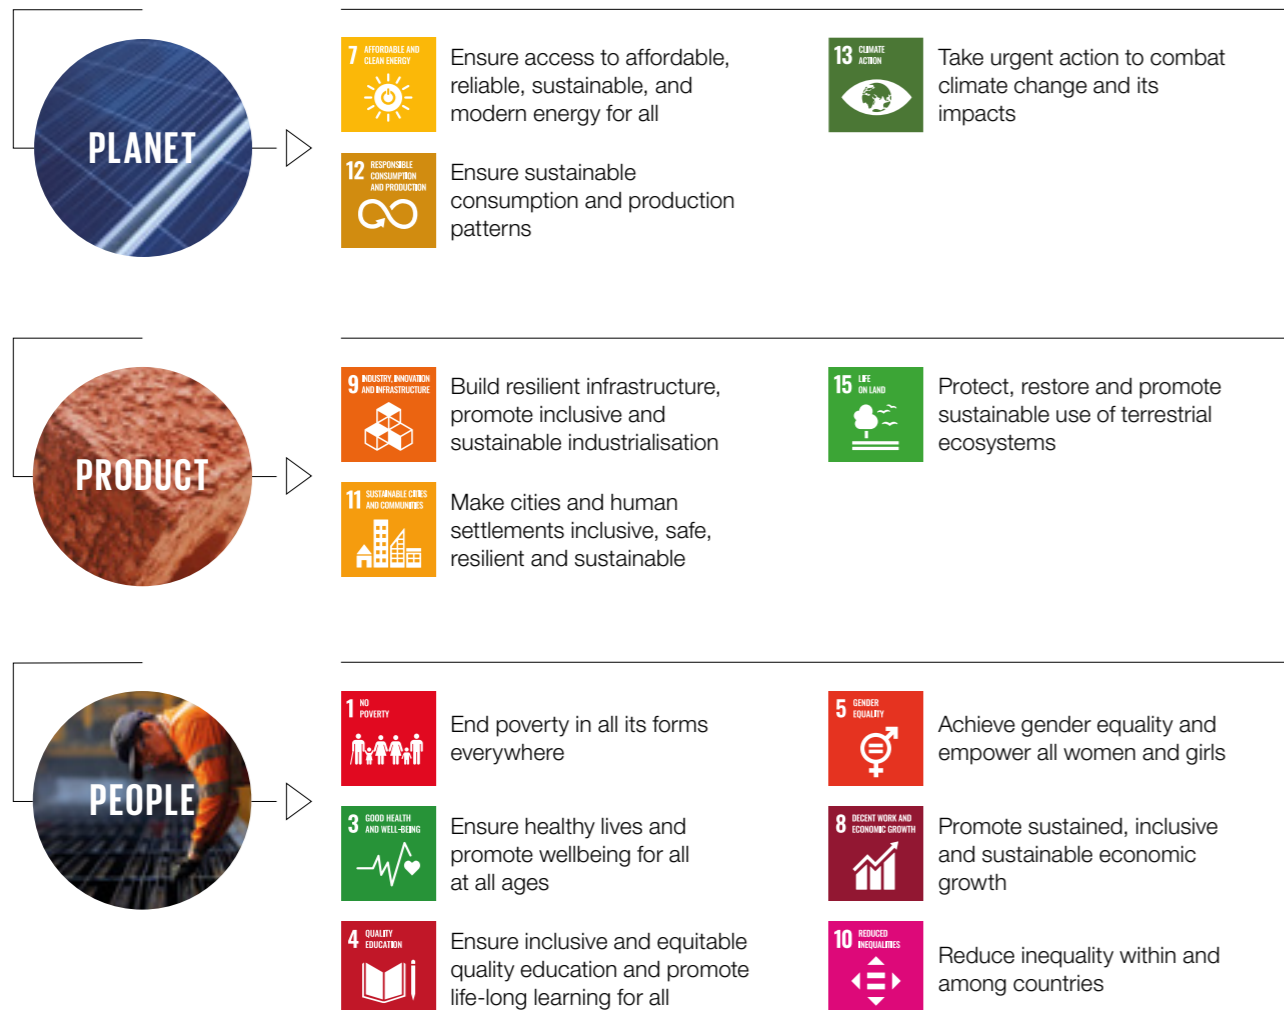 PLANET
7 AFFORDABLE AND
CLEAN ENERGY
Ensure access to affordable,
reliable, sustainable, and
modern energy for all
12 RESPONSIBLE
CONSUMPTION
AND PRODUCTION
Ensure sustainable
consumption and production
patterns
13 CLIMATE
ACTION
Take urgent action to combat
climate change and its
impacts
PRODUCT
9 INDUSTRY, INNOVATION
AND INFRASTRUCTURE
Build resilient infrastructure,
promote inclusive and
sustainable industrialisation
11 SUSTAINABLE CITIES
AND COMMUNITIES
Make cities and human
settlements inclusive, safe,
resilient and sustainable
15 LIFE
ON LAND
Protect, restore and promote
sustainable use of terrestrial
ecosystems
PEOPLE
1 NO
POVERTY
End poverty in all its forms
everywhere
3 GOOD HEALTH
AND WELL-BEING
Ensure healthy lives and
promote wellbeing for all
at all ages
4 QUALITY
EDUCATION
Ensure inclusive and equitable
quality education and promote
life-long learning for all
5 GENDER
EQUALITY
Achieve gender equality and
empower all women and girls
8 DECENT WORK AND
ECONOMIC GROWTH
Promote sustained, inclusive
and sustainable economic
growth
10 REDUCED
INEQUALITIES
Reduce inequality within and
among countries